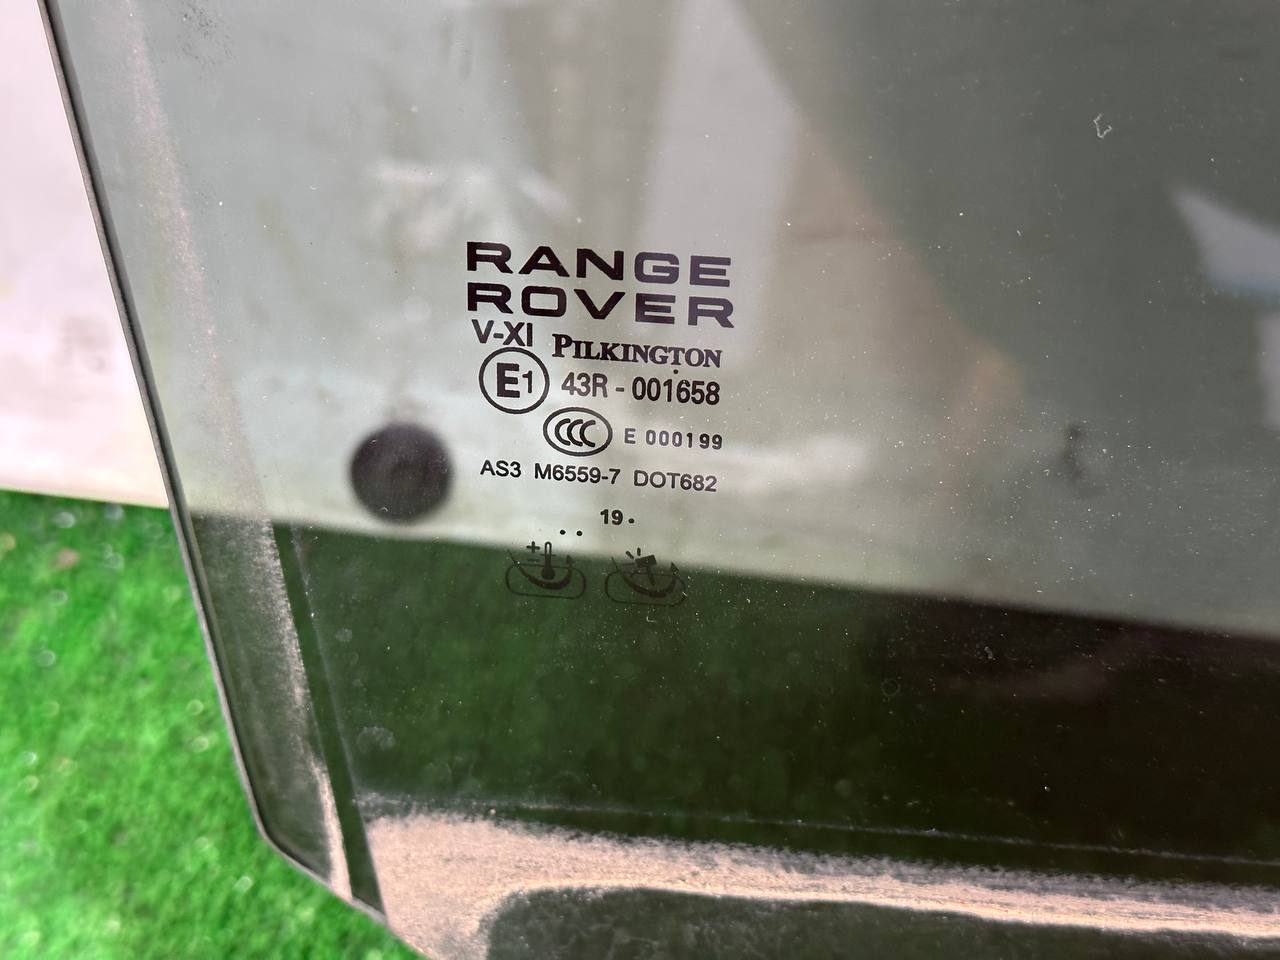 RANGE
ROVER
V-XI PILKINGTON
E1 43R - 001658
CCC E 000199
AS3 M6559-7 DOT682
19 .
. .